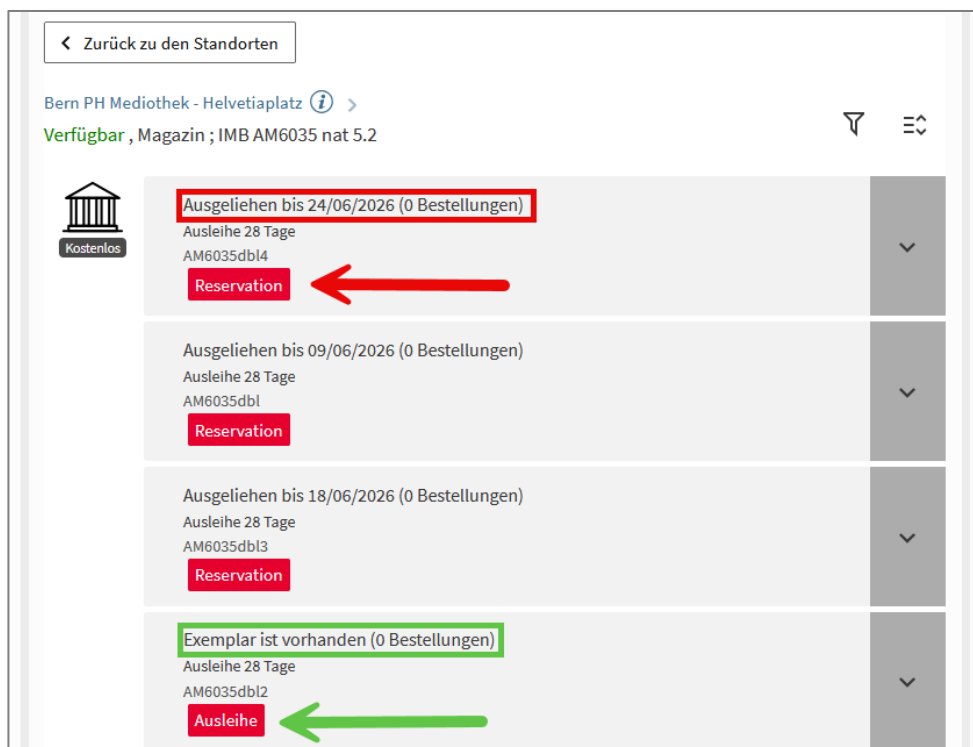 Zurück zu den Standorten
Bern PH Mediothek - Helvetiaplatz i
Verfügbar , Magazin ; IMB AM6035 nat 5.2
Kostenlos
Ausgeliehen bis 24/06/2026 (0 Bestellungen)
Ausleihe 28 Tage
AM6035dbl4
Reservation
Ausgeliehen bis 09/06/2026 (0 Bestellungen)
Ausleihe 28 Tage
AM6035dbl
Reservation
Ausgeliehen bis 18/06/2026 (0 Bestellungen)
Ausleihe 28 Tage
AM6035dbl3
Reservation
Exemplar ist vorhanden (0 Bestellungen)
Ausleihe 28 Tage
AM6035dbl2
Ausleihe